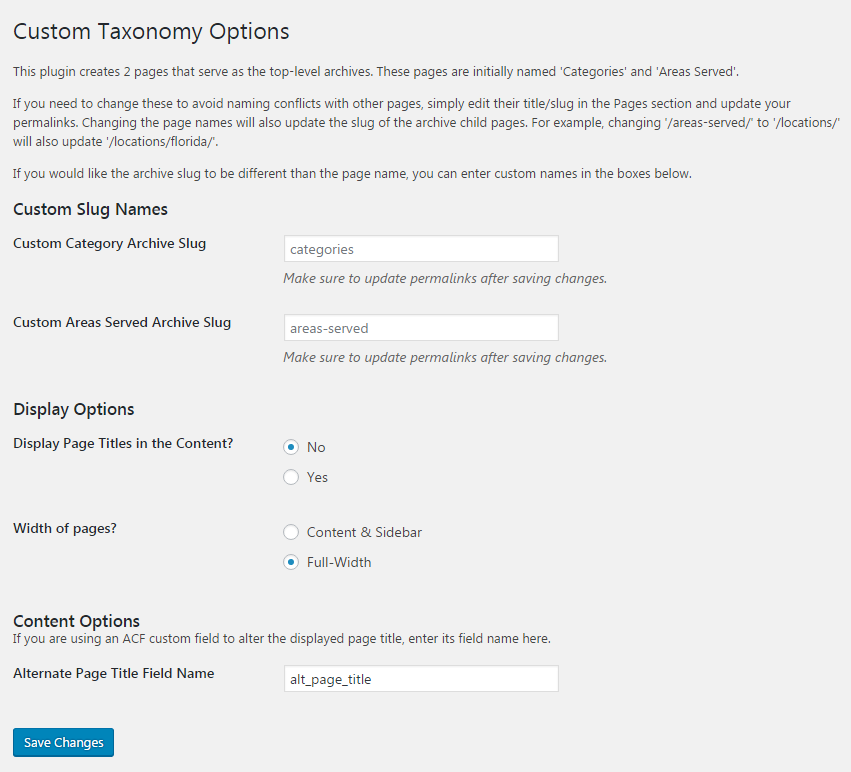 Custom Taxonomy Options
This plugin creates 2 pages that serve as the top-level archives. These pages are initially named 'Categories' and 'Areas Served'.
If you need to change these to avoid naming conflicts with other pages, simply edit their title/slug in the Pages section and update your
permalinks. Changing the page names will also update the slug of the archive child pages. For example, changing '/areas-served/' to '/locations/'
will also update '/locations/florida/'.
If you would like the archive slug to be different than the page name, you can enter custom names in the boxes below.
Custom Slug Names
Custom Category Archive Slug
categories
Make sure to update permalinks after saving changes.
Custom Areas Served Archive Slug
areas-served
Make sure to update permalinks after saving changes.
Display Options
Display Page Titles in the Content?
No
Yes
Width of pages?
Content & Sidebar
Full-Width
Content Options
If you are using an ACF custom field to alter the displayed page title, enter its field name here.
Alternate Page Title Field Name
alt_page_title
Save Changes